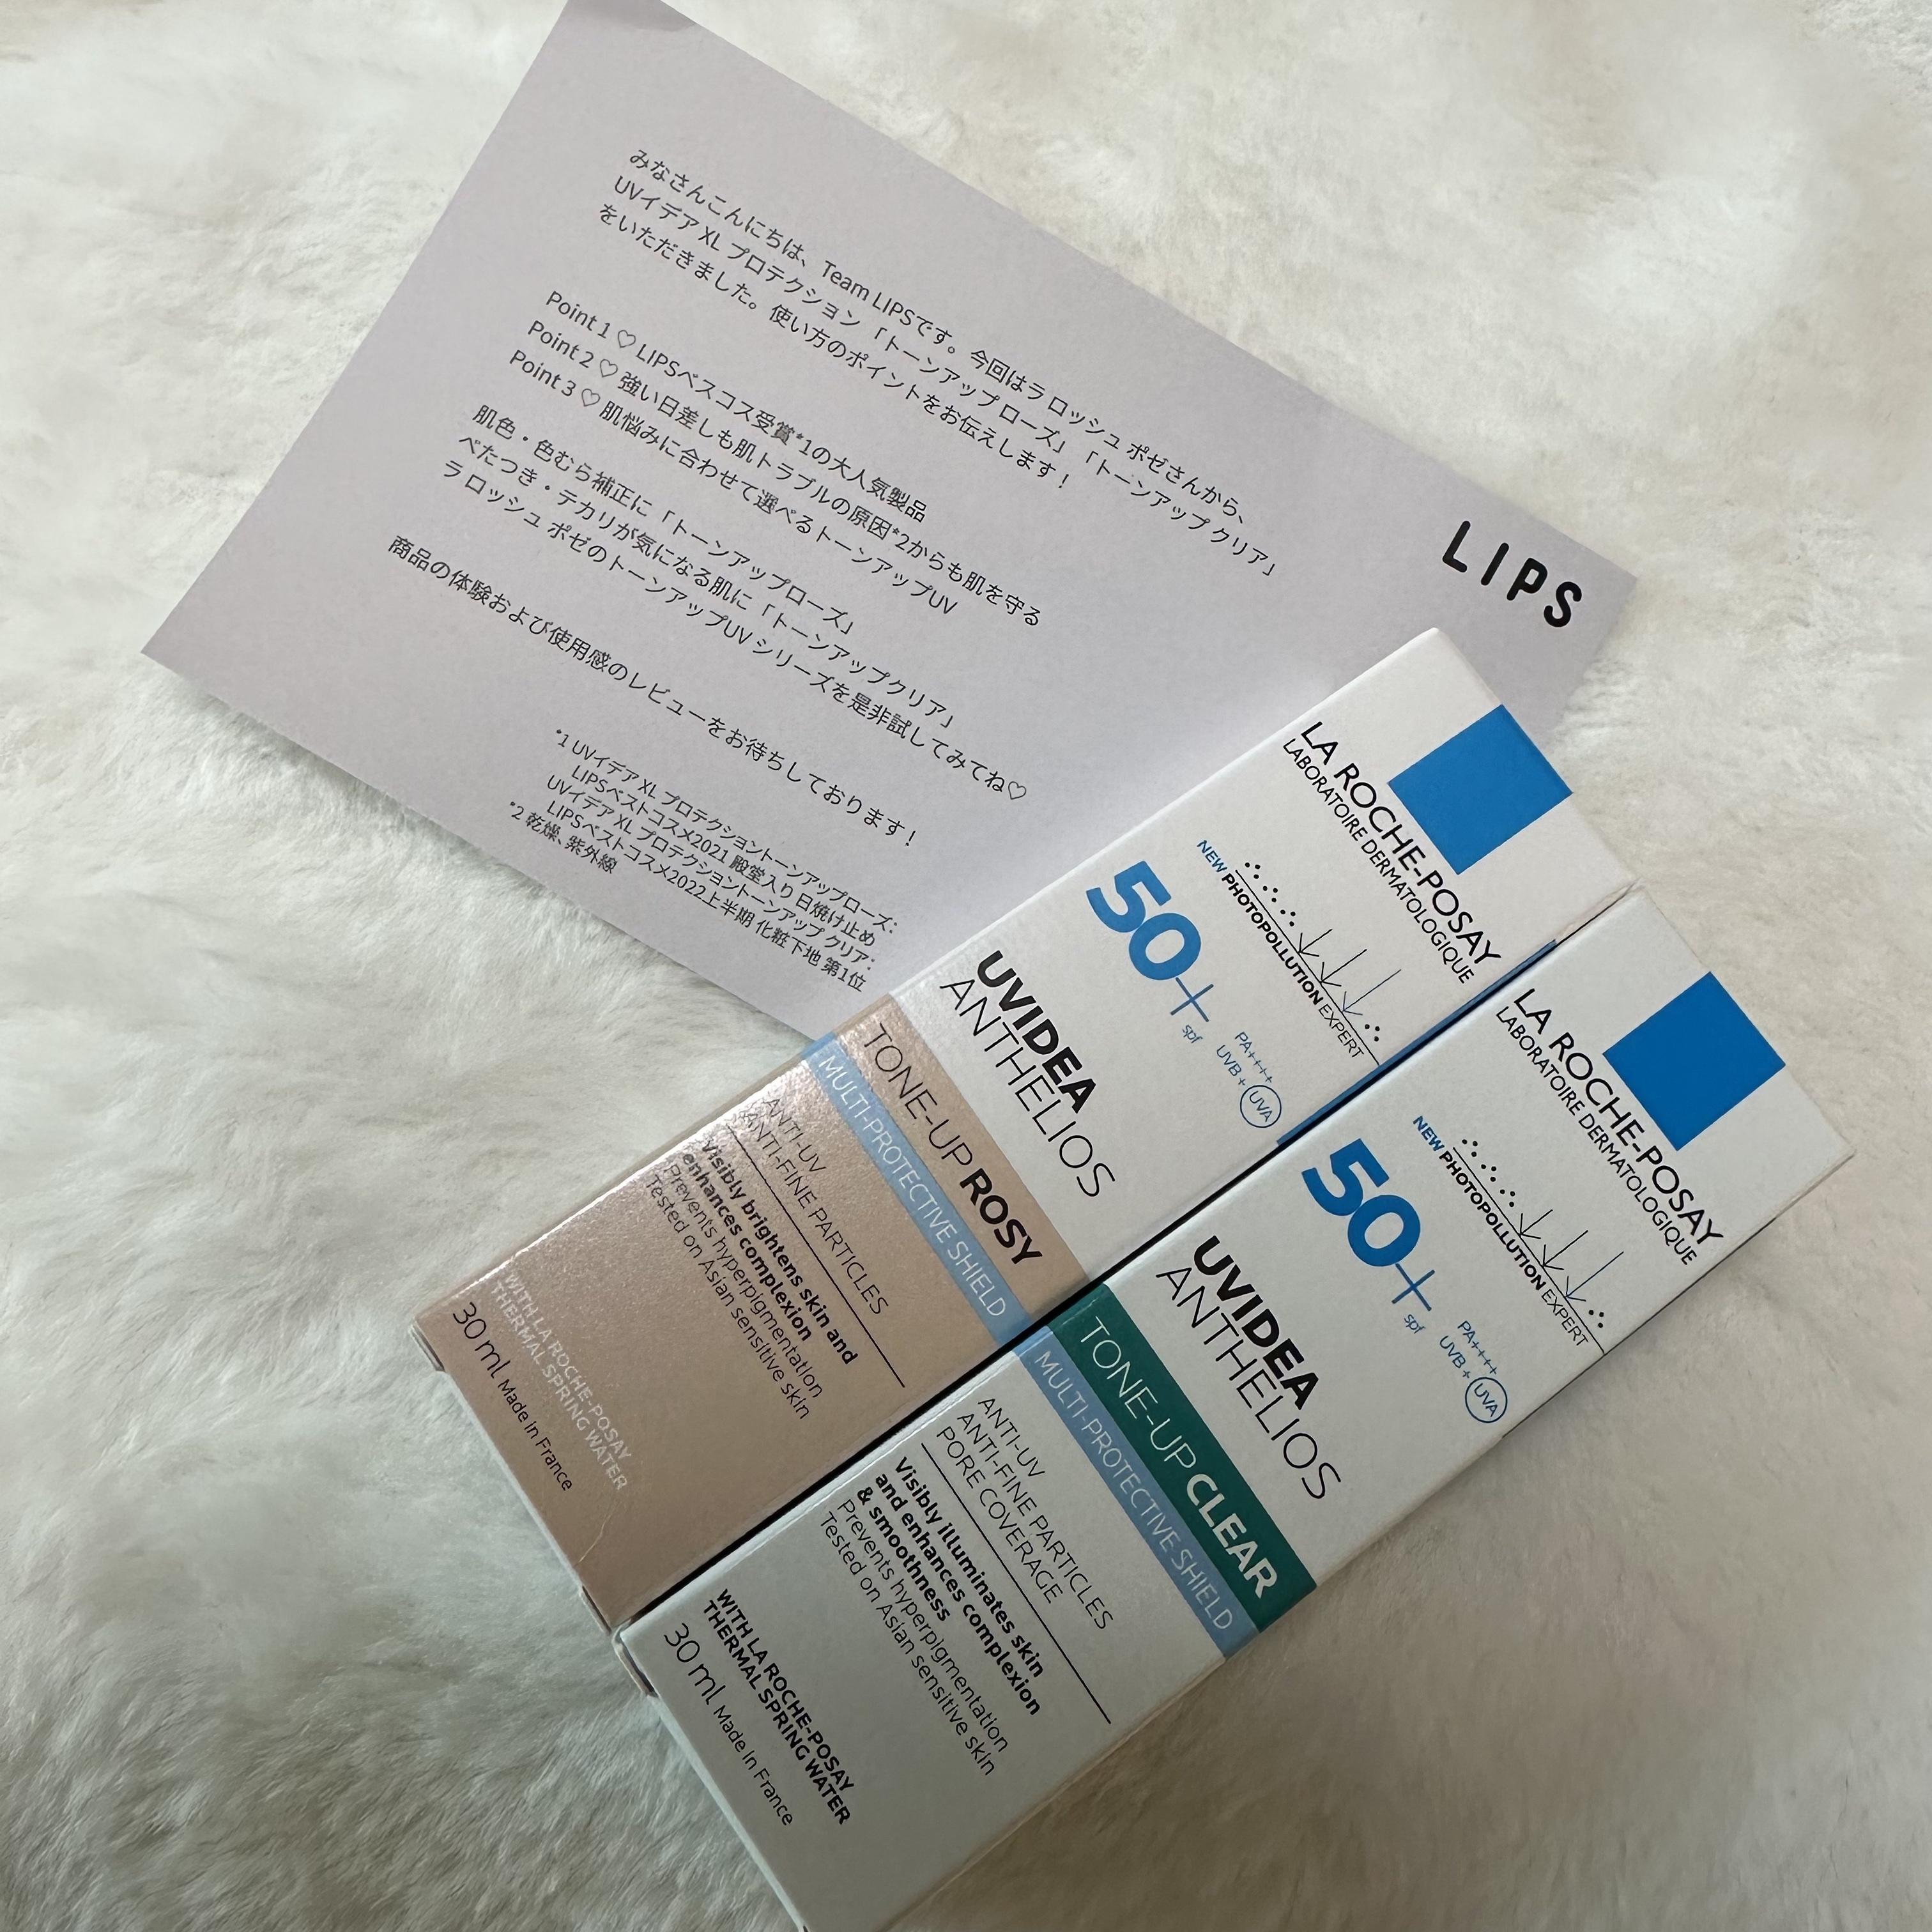 LIPS
みなさんこんにちは、Team LIPSです。今回はラ ロッシュ ポゼさんから、
UVイデア XL プロテクション 「トーンアップ ローズ」「トーンアップ クリア」
をいただきました。使い方のポイントをお伝えします！
Point 1 ♡ LIPSベスコス受賞*1の大人気製品
Point 2 ♡ 強い日差しも肌トラブルの原因*2からも肌を守る
Point 3 ♡ 肌悩みに合わせて選べるトーンアップUV
肌色・色むら補正に「トーンアップローズ」
べたつき・テカリが気になる肌に「トーンアップクリア」
ラ ロッシュ ポゼのトーンアップUV シリーズを是非試してみてね♡
商品の体験および使用感のレビューをお待ちしております！
*1 UVイデア XL プロテクショントーンアップローズ:
LIPSベストコスメ2021 殿堂入り 日焼け止め
UVイデア XL プロテクショントーンアップ クリア:
LIPSベストコスメ2022上半期 化粧下地 第1位
*2 乾燥、紫外線
LA ROCHE-POSAY
LABORATOIRE DERMATOLOGIQUE
NEW PHOTOPOLLUTION EXPERT
50+
spf
PA++++
UVB + UVA
UVIDEA
ANTHELIOS
TONE-UP ROSY
MULTI-PROTECTIVE SHIELD
ANTI-UV
ANTI-FINE PARTICLES
Visibly brightens skin and
enhances complexion
Prevents hyperpigmentation
Tested on Asian sensitive skin
WITH LA ROCHE-POSAY
THERMAL SPRING WATER
30 ml Made In France
LA ROCHE-POSAY
LABORATOIRE DERMATOLOGIQUE
NEW PHOTOPOLLUTION EXPERT
50+
spf
PA++++
UVB + UVA
UVIDEA
ANTHELIOS
TONE-UP CLEAR
MULTI-PROTECTIVE SHIELD
ANTI-UV
ANTI-FINE PARTICLES
PORE COVERAGE
Visibly illuminates skin
and enhances complexion
& smoothness
Prevents hyperpigmentation
Tested on Asian sensitive skin
WITH LA ROCHE-POSAY
THERMAL SPRING WATER
30 ml Made In France